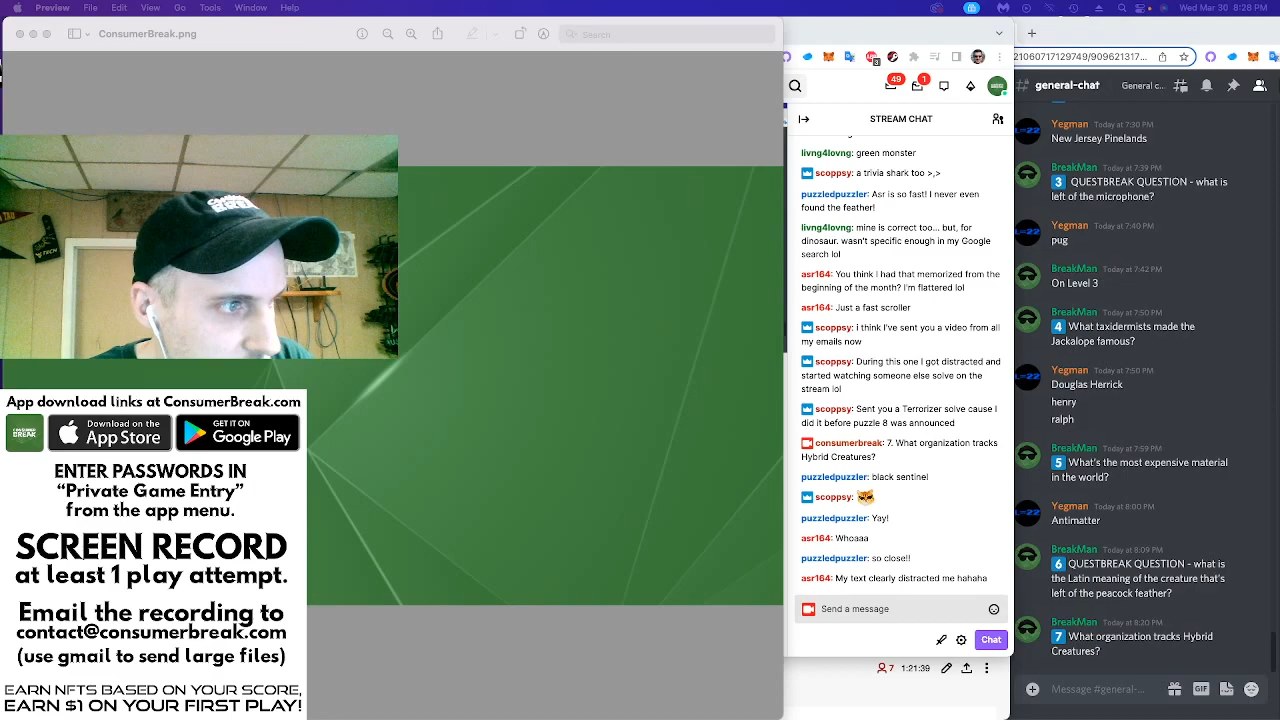 Preview File Edit View Go Tools Window Help
Wed Mar 30 8:28 PM
ConsumerBreak.png
Search
App download links at ConsumerBreak.com
CONSUMER
BREAK
Download on the
App Store
GET IT ON
Google Play
ENTER PASSWORDS IN
“Private Game Entry”
from the app menu.
SCREEN RECORD
at least 1 play attempt.
Email the recording to
contact@consumerbreak.com
(use gmail to send large files)
EARN NFTS BASED ON YOUR SCORE,
EARN $1 ON YOUR FIRST PLAY!
49
1
STREAM CHAT
livng4lovng: green monster
scoppsy: a trivia shark too >,>
puzzledpuzzler: Asr is so fast! I never even
found the feather!
livng4lovng: mine is correct too... but, for
dinosaur. wasn't specific enough in my Google
search lol
asr164: You think I had that memorized from the
beginning of the month? I'm flattered lol
asr164: Just a fast scroller
scoppsy: i think I've sent you a video from all
my emails now
scoppsy: During this one I got distracted and
started watching someone else solve on the
stream lol
scoppsy: Sent you a Terrorizer solve cause I
did it before puzzle 8 was announced
consumerbreak: 7. What organization tracks
Hybrid Creatures?
puzzledpuzzler: black sentinel
scoppsy:
puzzledpuzzler: Yay!
asr164: Whoaaa
puzzledpuzzler: so close!!
asr164: My text clearly distracted me hahaha
Send a message
Chat
7 1:21:39
21060717129749/909621317...
general-chat General c...
Yegman Today at 7:30 PM
New Jersey Pinelands
BreakMan Today at 7:39 PM
3 QUESTBREAK QUESTION - what is
left of the microphone?
Yegman Today at 7:40 PM
pug
BreakMan Today at 7:42 PM
On Level 3
BreakMan Today at 7:50 PM
4 What taxidermists made the
Jackalope famous?
Yegman Today at 7:50 PM
Douglas Herrick
henry
ralph
BreakMan Today at 7:59 PM
5 What's the most expensive material
in the world?
Yegman Today at 8:00 PM
Antimatter
BreakMan Today at 8:09 PM
6 QUESTBREAK QUESTION - what is
the Latin meaning of the creature that's
left of the peacock feather?
BreakMan Today at 8:20 PM
7 What organization tracks Hybrid
Creatures?
Message #general-...
GIF